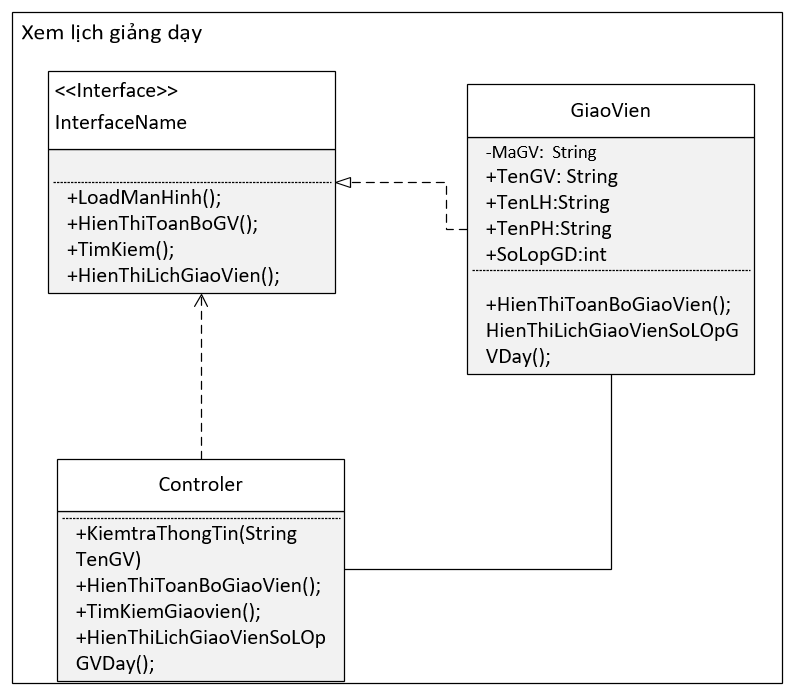 Xem lịch giảng dạy
<<Interface>>
InterfaceName
+LoadManHinh();
+HienThiToanBoGV();
+TimKiem();
+HienThiLichGiaoVien();
GiaoVien
-MaGV: String
+TenGV: String
+TenLH:String
+TenPH:String
+SoLopGD:int
+HienThiToanBoGiaoVien();
HienThiLichGiaoVienSoLOpG
VDay();
Controler
+KiemtraThongTin(String
TenGV)
+HienThiToanBoGiaoVien();
+TimKiemGiaovien();
+HienThiLichGiaoVienSoLOp
GVDay();